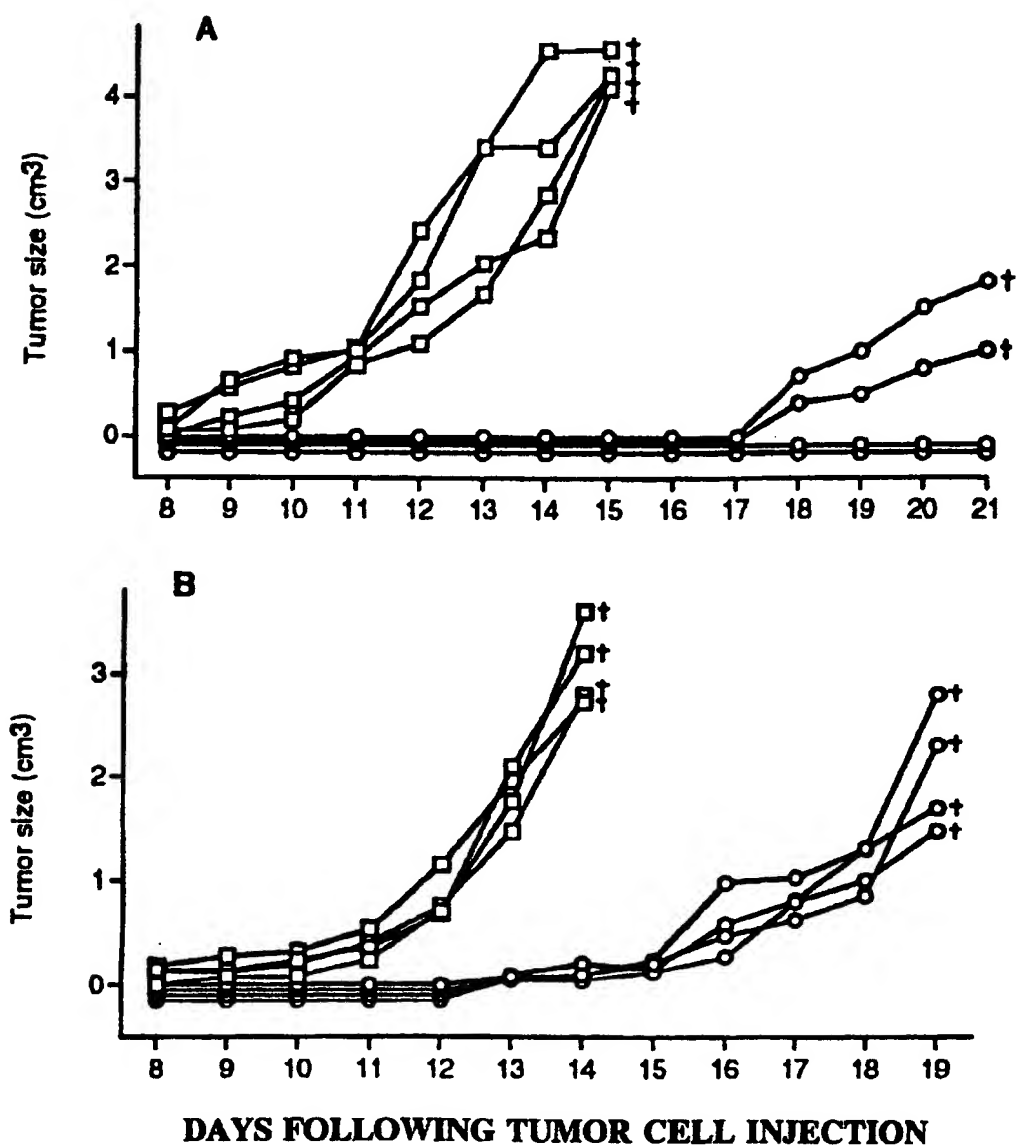 A
Tumor size (cm3)
4
3
2
1
0
† † † †
† †
8 9 10 11 12 13 14 15 16 17 18 19 20 21
B
Tumor size (cm3)
3
2
1
0
† † † †
† † † †
8 9 10 11 12 13 14 15 16 17 18 19
DAYS FOLLOWING TUMOR CELL INJECTION